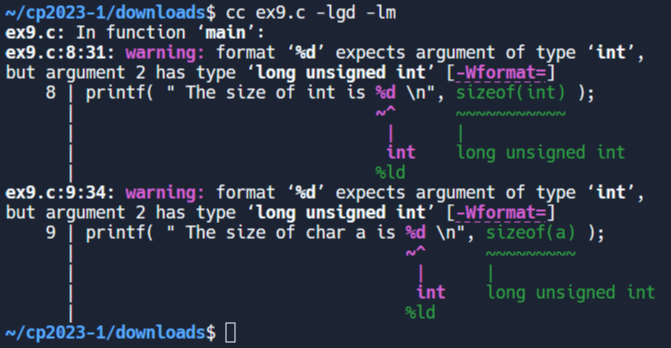 ~/cp2023-1/downloads$ cc ex9.c -lgd -lm
ex9.c: In function ‘main’:
ex9.c:8:31: warning: format ‘%d’ expects argument of type ‘int’,
but argument 2 has type ‘long unsigned int’ [-Wformat=]
    8 | printf( " The size of int is %d \n", sizeof(int) );
      |                              ~^      ~~~~~~~~~~~
      |                               |      |
      |                               int    long unsigned int
      |                              %ld
ex9.c:9:34: warning: format ‘%d’ expects argument of type ‘int’,
but argument 2 has type ‘long unsigned int’ [-Wformat=]
    9 | printf( " The size of char a is %d \n", sizeof(a) );
      |                                 ~^      ~~~~~~~~~
      |                                  |      |
      |                                  int    long unsigned int
      |                                 %ld
~/cp2023-1/downloads$